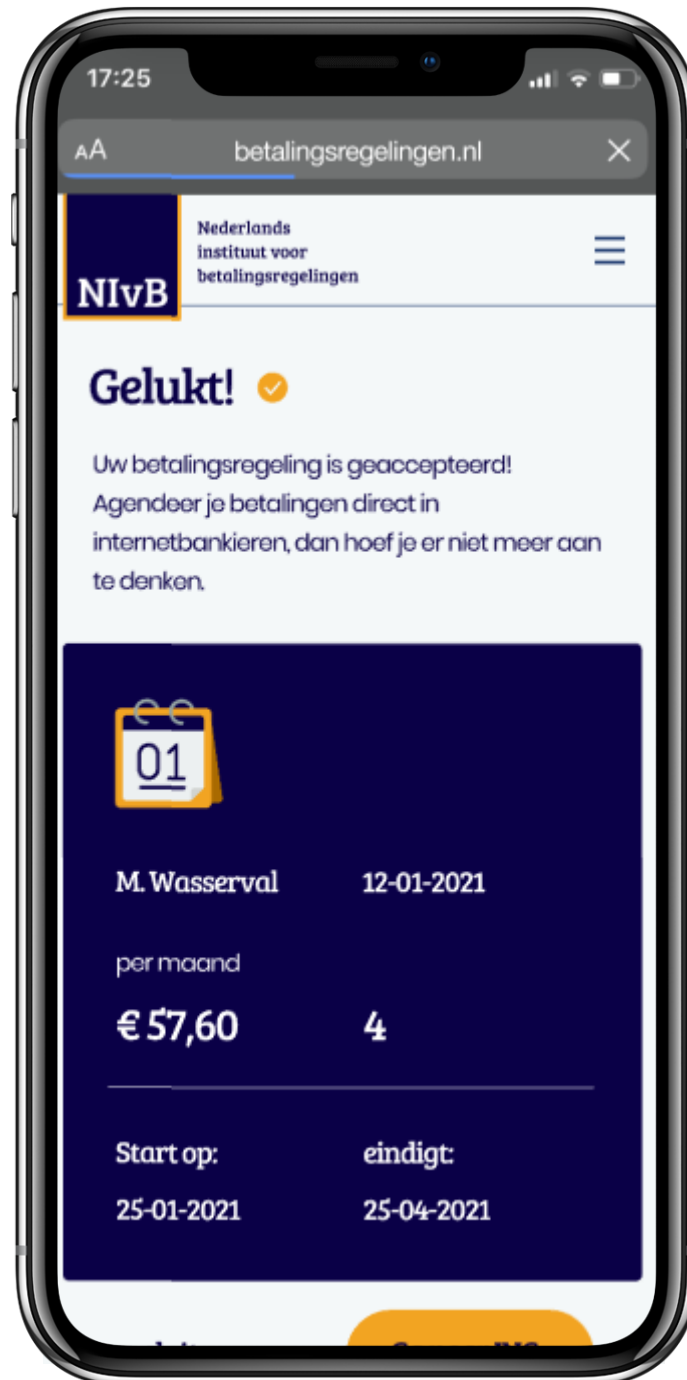 17:25
AA betalingsregelingen.nl
Nederlands
instituut voor
betalingsregelingen
NIvB
Gelukt!
Uw betalingsregeling is geaccepteerd!
Agendeer je betalingen direct in
internetbankieren, dan hoef je er niet meer aan
te denken.
01
M. Wasserval 12-01-2021
per maand
€ 57,60 4
Start op: eindigt:
25-01-2021 25-04-2021